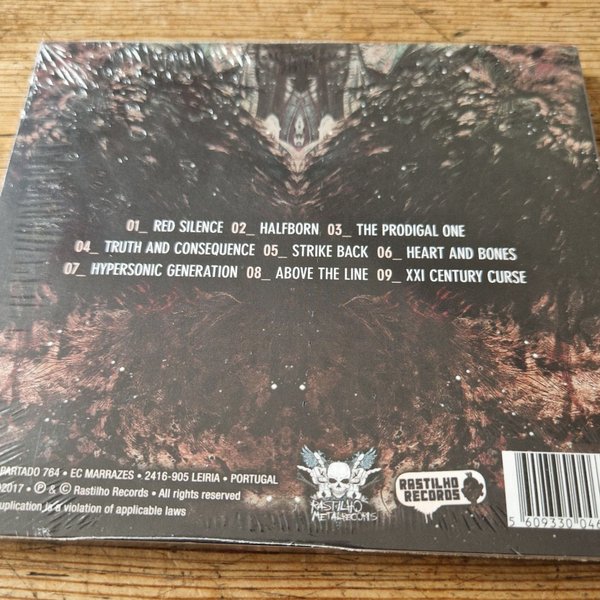 01_ RED SILENCE 02_ HALFBORN 03_ THE PRODIGAL ONE
04_ TRUTH AND CONSEQUENCE 05_ STRIKE BACK 06_ HEART AND BONES
07_ HYPERSONIC GENERATION 08_ ABOVE THE LINE 09_ XXI CENTURY CURSE
PARTADO 764 • EC MARRAZES • 2416-905 LEIRIA • PORTUGAL
2017 • ℗ & © Rastilho Records • All rights reserved
uplication is a violation of applicable laws
RASTILHO
METALRECORDS
RASTILHO
RECORDS
5 609330 046